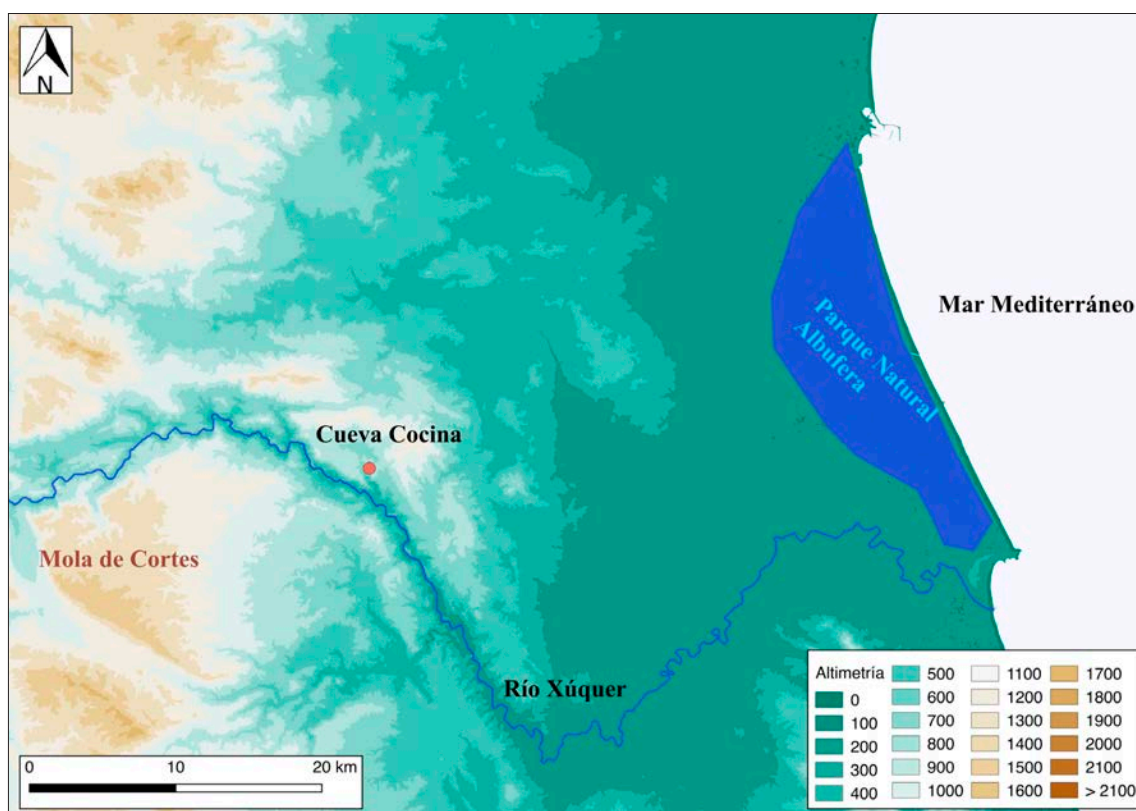 N
Mar Mediterráneo
Parque Natural
Albufera
Cueva Cocina
Mola de Cortes
Río Xúquer
0 10 20 km
Altimetría
0
100
200
300
400
500
600
700
800
900
1000
1100
1200
1300
1400
1500
1600
1700
1800
1900
2000
2100
> 2100